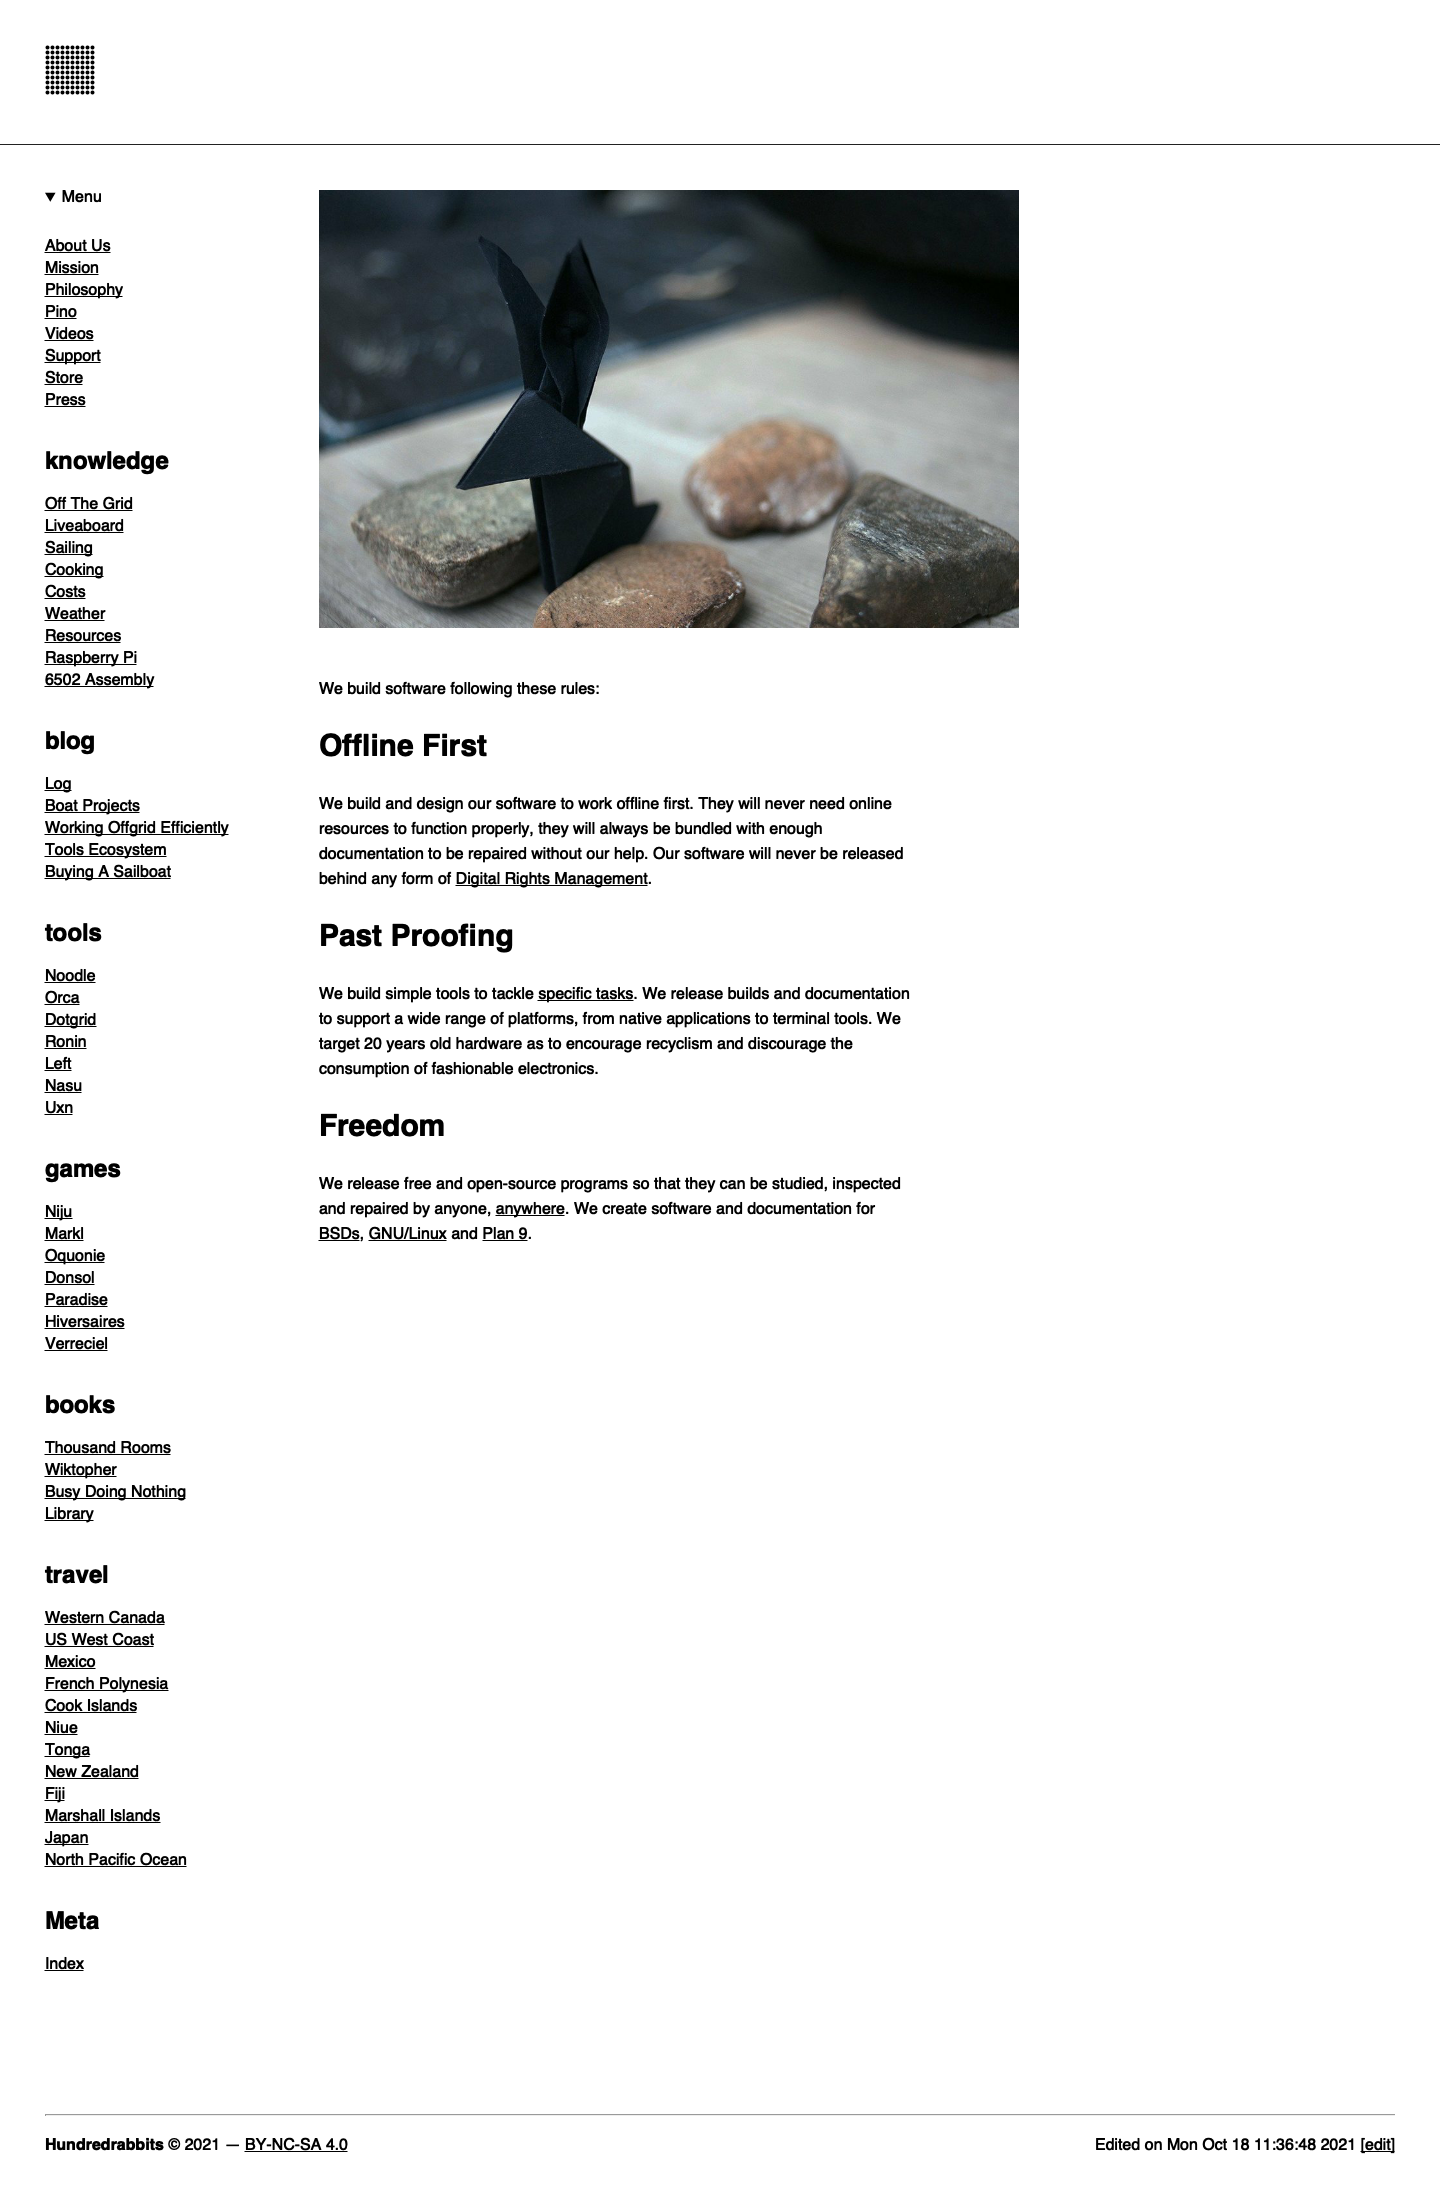 ▼ Menu
About Us
Mission
Philosophy
Pino
Videos
Support
Store
Press
knowledge
Off The Grid
Liveaboard
Sailing
Cooking
Costs
Weather
Resources
Raspberry Pi
6502 Assembly
blog
Log
Boat Projects
Working Offgrid Efficiently
Tools Ecosystem
Buying A Sailboat
tools
Noodle
Orca
Dotgrid
Ronin
Left
Nasu
Uxn
games
Niju
Markl
Oquonie
Donsol
Paradise
Hiversaires
Verreciel
books
Thousand Rooms
Wiktopher
Busy Doing Nothing
Library
travel
Western Canada
US West Coast
Mexico
French Polynesia
Cook Islands
Niue
Tonga
New Zealand
Fiji
Marshall Islands
Japan
North Pacific Ocean
Meta
Index
We build software following these rules:
Offline First
We build and design our software to work offline first. They will never need online
resources to function properly, they will always be bundled with enough
documentation to be repaired without our help. Our software will never be released
behind any form of Digital Rights Management.
Past Proofing
We build simple tools to tackle specific tasks. We release builds and documentation
to support a wide range of platforms, from native applications to terminal tools. We
target 20 years old hardware as to encourage recyclism and discourage the
consumption of fashionable electronics.
Freedom
We release free and open-source programs so that they can be studied, inspected
and repaired by anyone, anywhere. We create software and documentation for
BSDs, GNU/Linux and Plan 9.
Hundredrabbits © 2021 — BY-NC-SA 4.0
Edited on Mon Oct 18 11:36:48 2021 [edit]